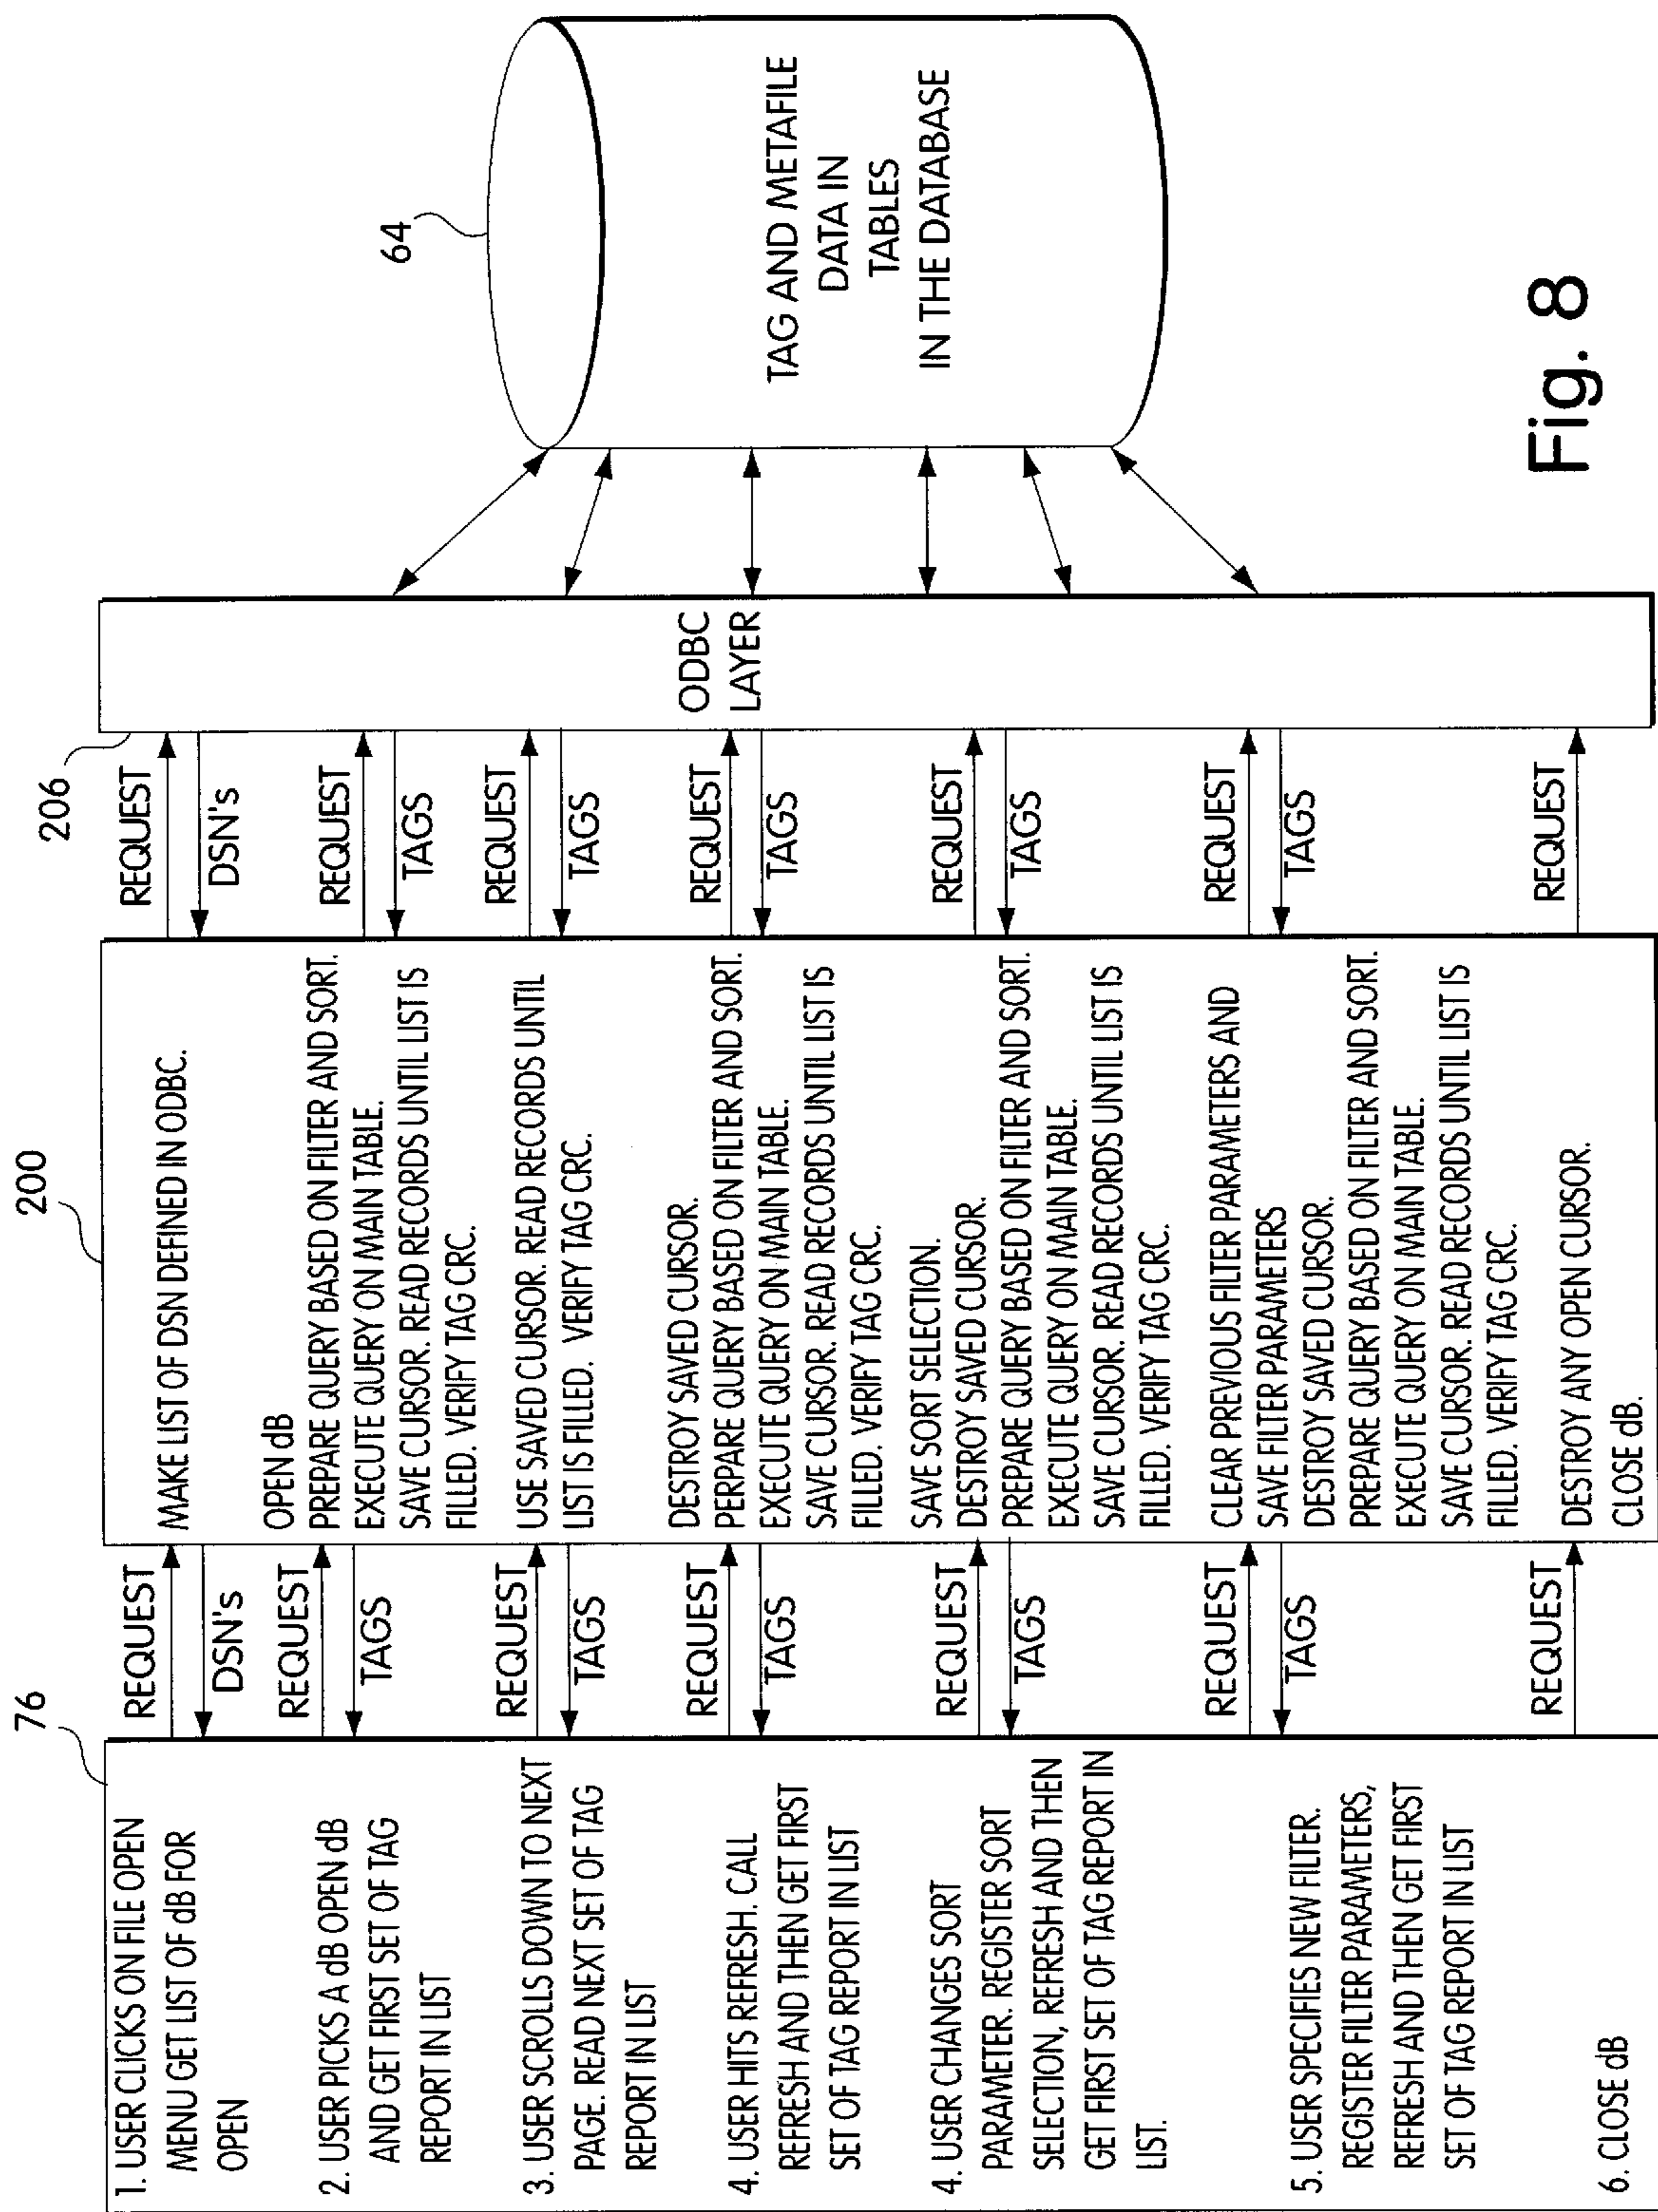 76
1. USER CLICKS ON FILE OPEN
MENU GET LIST OF dB FOR
OPEN
2. USER PICKS A dB OPEN dB
AND GET FIRST SET OF TAG
REPORT IN LIST
3. USER SCROLLS DOWN TO NEXT
PAGE. READ NEXT SET OF TAG
REPORT IN LIST
4. USER HITS REFRESH. CALL
REFRESH AND THEN GET FIRST
SET OF TAG REPORT IN LIST
4. USER CHANGES SORT
PARAMETER. REGISTER SORT
SELECTION, REFRESH AND THEN
GET FIRST SET OF TAG REPORT IN
LIST.
5. USER SPECIFIES NEW FILTER.
REGISTER FILTER PARAMETERS,
REFRESH AND THEN GET FIRST
SET OF TAG REPORT IN LIST
6. CLOSE dB
REQUEST
DSN's
REQUEST
TAGS
REQUEST
TAGS
REQUEST
TAGS
REQUEST
TAGS
REQUEST
TAGS
REQUEST
200
MAKE LIST OF DSN DEFINED IN ODBC.
OPEN dB
PREPARE QUERY BASED ON FILTER AND SORT.
EXECUTE QUERY ON MAIN TABLE.
SAVE CURSOR. READ RECORDS UNTIL LIST IS
FILLED. VERIFY TAG CRC.
USE SAVED CURSOR. READ RECORDS UNTIL
LIST IS FILLED. VERIFY TAG CRC.
DESTROY SAVED CURSOR.
PERPARE QUERY BASED ON FILTER AND SORT.
EXECUTE QUERY ON MAIN TABLE.
SAVE CURSOR. READ RECORDS UNTIL LIST IS
FILLED. VERIFY TAG CRC.
SAVE SORT SELECTION.
DESTROY SAVED CURSOR.
PREPARE QUERY BASED ON FILTER AND SORT.
EXECUTE QUERY ON MAIN TABLE.
SAVE CURSOR. READ RECORDS UNTIL LIST IS
FILLED. VERIFY TAG CRC.
CLEAR PREVIOUS FILTER PARAMETERS AND
SAVE FILTER PARAMETERS
DESTROY SAVED CURSOR.
PREPARE QUERY BASED ON FILTER AND SORT.
EXECUTE QUERY ON MAIN TABLE.
SAVE CURSOR. READ RECORDS UNTIL LIST IS
FILLED. VERIFY TAG CRC.
DESTROY ANY OPEN CURSOR.
CLOSE dB.
REQUEST
DSN's
REQUEST
TAGS
REQUEST
TAGS
REQUEST
TAGS
REQUEST
TAGS
REQUEST
TAGS
REQUEST
206
ODBC
LAYER
64
TAG AND METAFILE
DATA IN
TABLES
IN THE DATABASE
Fig. 8